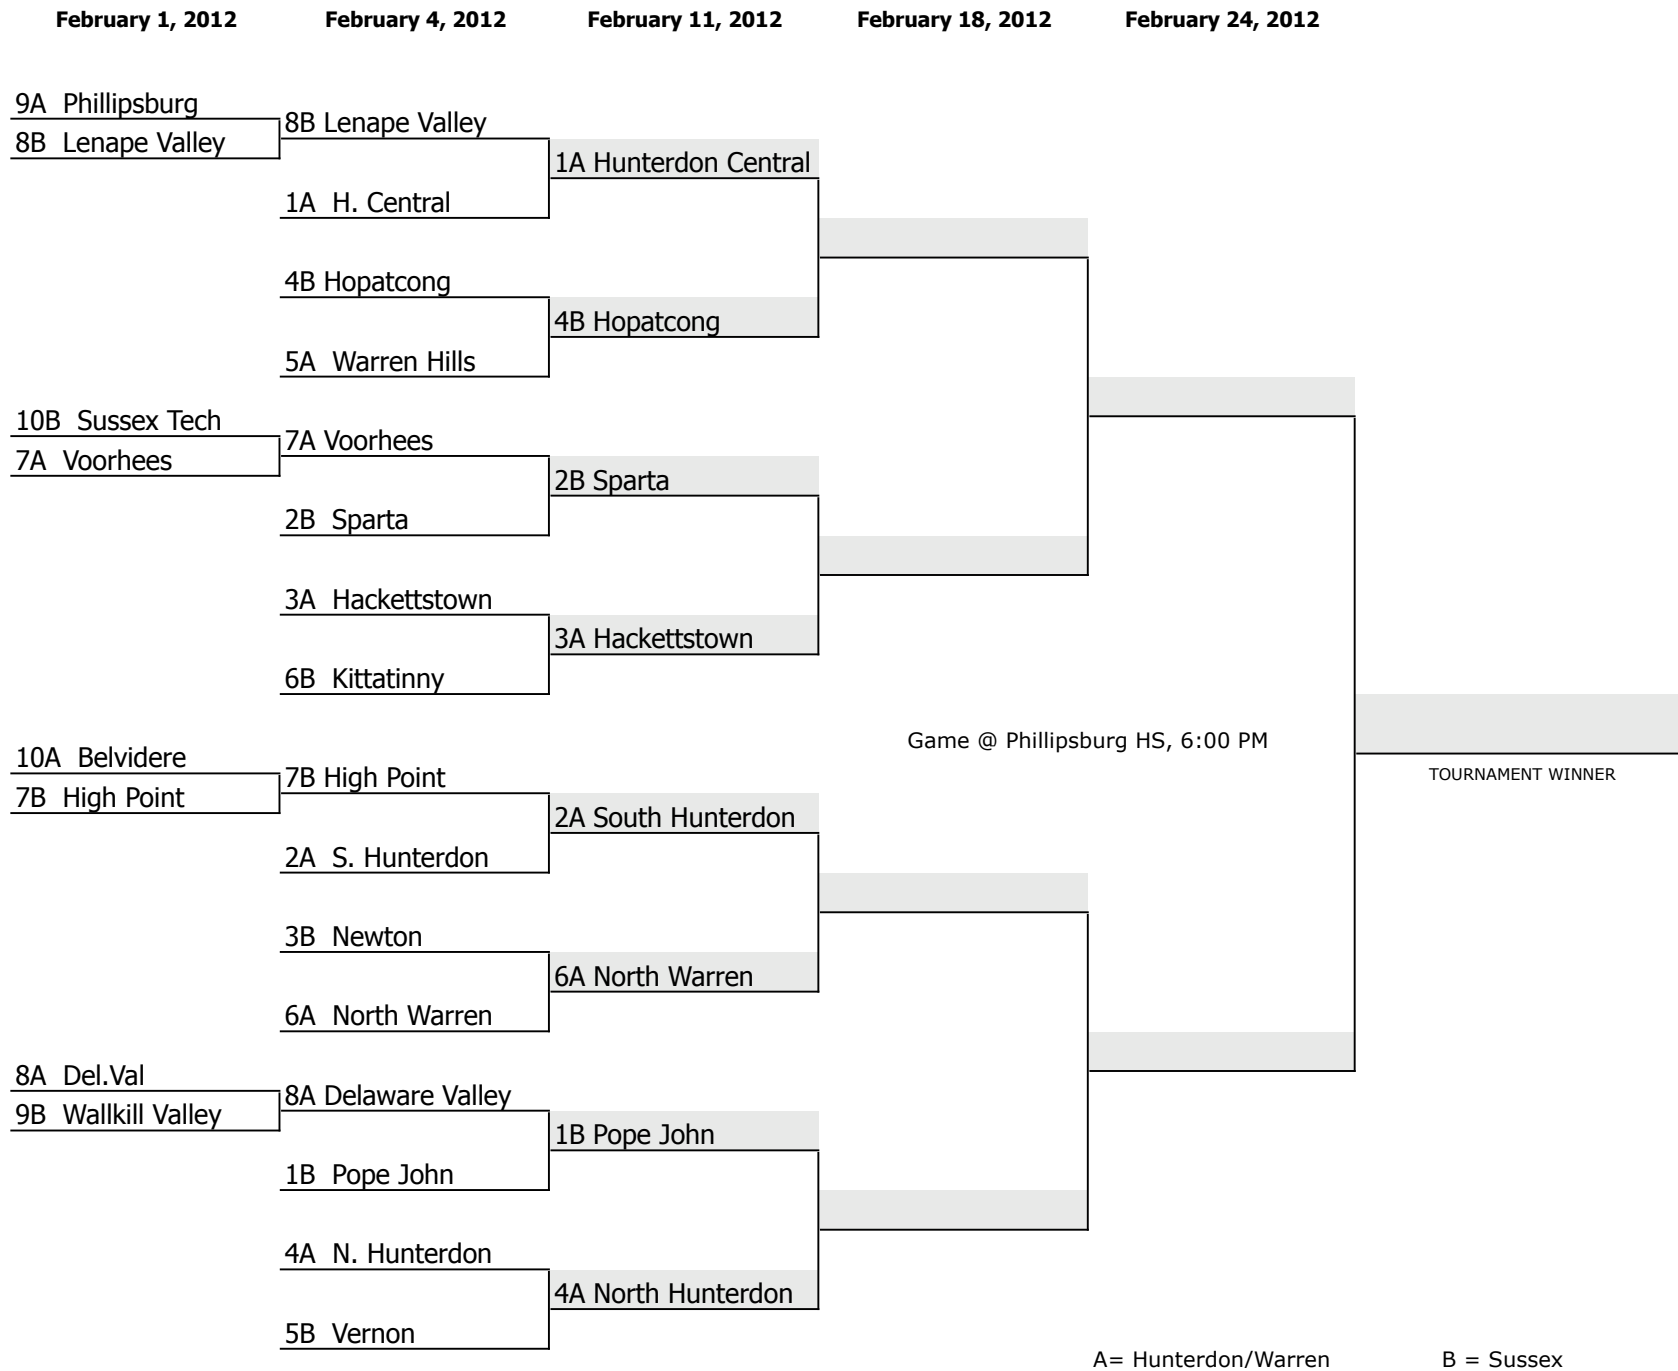 February 1, 2012 February 4, 2012 February 11, 2012 February 18, 2012 February 24, 2012
9A Phillipsburg
8B Lenape Valley
8B Lenape Valley
1A Hunterdon Central
1A H. Central
4B Hopatcong
4B Hopatcong
5A Warren Hills
10B Sussex Tech
7A Voorhees
7A Voorhees
2B Sparta
2B Sparta
3A Hackettstown
3A Hackettstown
6B Kittatinny
Game @ Phillipsburg HS, 6:00 PM
10A Belvidere
7B High Point
TOURNAMENT WINNER
7B High Point
2A South Hunterdon
2A S. Hunterdon
3B Newton
6A North Warren
6A North Warren
8A Del.Val
8A Delaware Valley
9B Wallkill Valley
1B Pope John
1B Pope John
4A N. Hunterdon
4A North Hunterdon
5B Vernon
A= Hunterdon/Warren B = Sussex